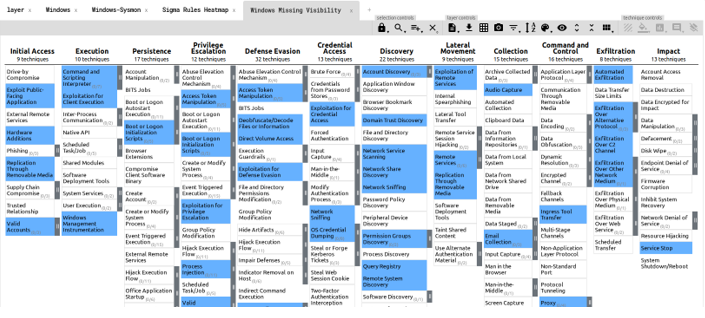 layer x Windows x Windows-Sysmon x Sigma Rules Heatmap x Windows Missing Visibility x +
selection controls layer controls technique controls
Initial Access
9 techniques
Drive-by
Compromise
Exploit Public-
Facing
Application
External Remote
Services
Hardware
Additions
Phishing
Replication
Through
Removable Media
Supply Chain
Compromise
Trusted
Relationship
Valid
Accounts
Execution
10 techniques
Command and
Scripting
Interpreter
Exploitation for
Client Execution
Inter-Process
Communication
Native API
Scheduled
Task/Job
Shared Modules
Software
Deployment Tools
System Services
User Execution
Windows
Management
Instrumentation
Persistence
17 techniques
Account
Manipulation
BITS Jobs
Boot or Logon
Autostart
Execution
Boot or Logon
Initialization
Scripts
Browser
Extensions
Compromise
Client Software
Binary
Create
Account
Create or Modify
System
Process
Event Triggered
Execution
External Remote
Services
Hijack Execution
Flow
Office Application
Startup
Privilege
Escalation
12 techniques
Abuse Elevation
Control
Mechanism
Access Token
Manipulation
Boot or Logon
Autostart
Execution
Boot or Logon
Initialization
Scripts
Create or Modify
System
Process
Event Triggered
Execution
Exploitation for
Privilege
Escalation
Group Policy
Modification
Hijack Execution
Flow
Process
Injection
Scheduled
Task/Job
Valid
Defense Evasion
32 techniques
Abuse Elevation Control
Mechanism
Access Token
Manipulation
BITS Jobs
Deobfuscate/Decode
Files or Information
Direct Volume Access
Execution
Guardrails
Exploitation for
Defense Evasion
File and Directory
Permissions
Modification
Group Policy
Modification
Hide Artifacts
Hijack Execution
Flow
Impair Defenses
Indicator Removal on
Host
Indirect Command
Execution
Credential
Access
13 techniques
Brute Force
Credentials
From Password
Stores
Exploitation for
Credential
Access
Forced
Authentication
Input
Capture
Man-in-the-
Middle
Modify
Authentication
Process
Network
Sniffing
OS Credential
Dumping
Steal or Forge
Kerberos
Tickets
Steal Web
Session Cookie
Two-Factor
Authentication
Interception
Discovery
22 techniques
Account Discovery
Application Window
Discovery
Browser Bookmark
Discovery
Domain Trust Discovery
File and Directory
Discovery
Network Service
Scanning
Network Share
Discovery
Network Sniffing
Password Policy
Discovery
Peripheral Device
Discovery
Permission Groups
Discovery
Process Discovery
Query Registry
Remote System
Discovery
Software Discovery
Lateral
Movement
9 techniques
Exploitation of
Remote
Services
Internal
Spearphishing
Lateral Tool
Transfer
Remote Service
Session
Hijacking
Remote
Services
Replication
Through
Removable
Media
Software
Deployment
Tools
Taint Shared
Content
Use Alternate
Authentication
Material
Collection
15 techniques
Archive Collected
Data
Audio Capture
Automated
Collection
Clipboard Data
Data from
Information
Repositories
Data from Local
System
Data from
Network Shared
Drive
Data from
Removable
Media
Data Staged
Email
Collection
Input Capture
Man in the
Browser
Man-in-the-
Middle
Screen Capture
Command and
Control
16 techniques
Application Layer
Protocol
Communication
Through
Removable
Media
Data
Encoding
Data
Obfuscation
Dynamic
Resolution
Encrypted
Channel
Fallback
Channels
Ingress Tool
Transfer
Multi-Stage
Channels
Non-Application
Layer Protocol
Non-Standard
Port
Protocol
Tunneling
Proxy
Exfiltration
8 techniques
Automated
Exfiltration
Data Transfer
Size Limits
Exfiltration
Over
Alternative
Protocol
Exfiltration
Over C2
Channel
Exfiltration
Over Other
Network
Medium
Exfiltration
Over Physical
Medium
Exfiltration
Over Web
Service
Scheduled
Transfer
Impact
13 techniques
Account Access
Removal
Data Destruction
Data Encrypted for
Impact
Data
Manipulation
Defacement
Disk Wipe
Endpoint Denial of
Service
Firmware
Corruption
Inhibit System
Recovery
Network Denial of
Service
Resource Hijacking
Service Stop
System
Shutdown/Reboot